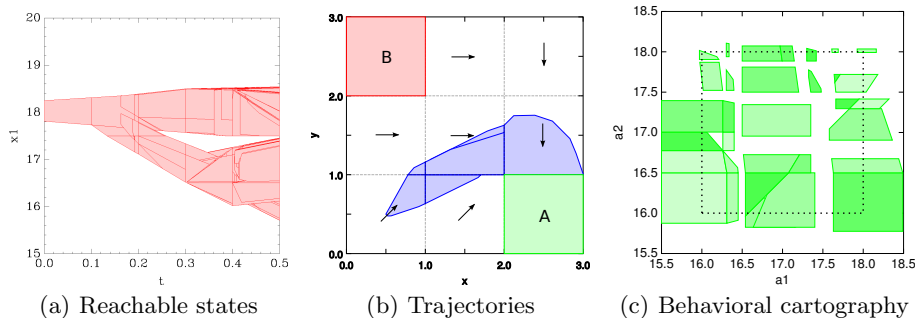 20
19
18
17
16
15
x1
0.0 0.1 0.2 0.3 0.4 0.5
t
(a) Reachable states
3.0
2.0
1.0
0.0
y
B
A
0.0 1.0 2.0 3.0
x
(b) Trajectories
18.5
18.0
17.5
17.0
16.5
16.0
15.5
a2
15.5 16.0 16.5 17.0 17.5 18.0 18.5
a1
(c) Behavioral cartography